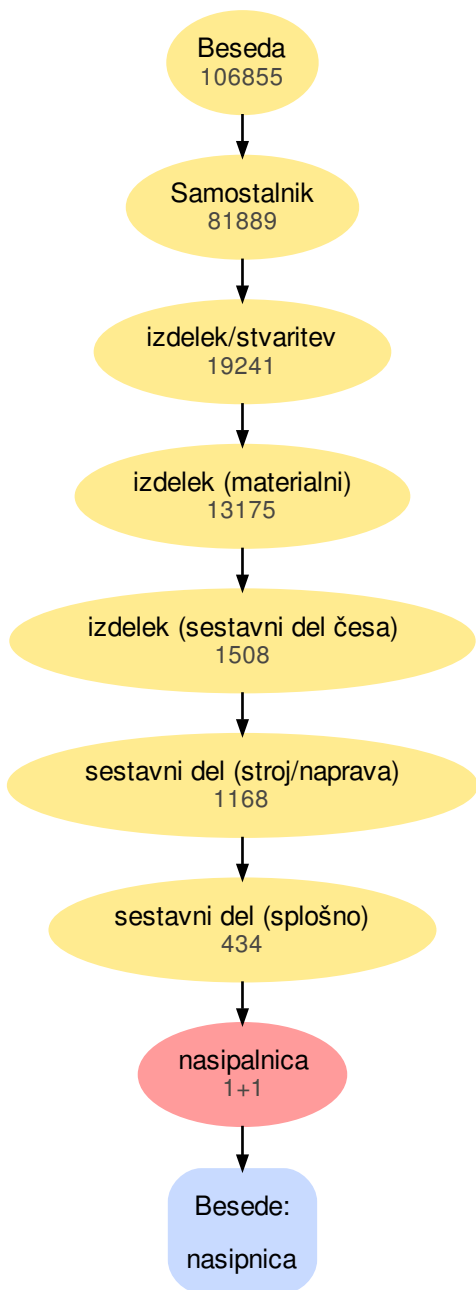 Beseda
106855
Samostalnik
81889
izdelek/stvaritev
19241
izdelek (materialni)
13175
izdelek (sestavni del česa)
1508
sestavni del (stroj/naprava)
1168
sestavni del (splošno)
434
nasipalnica
1+1
Besede:
nasipnica